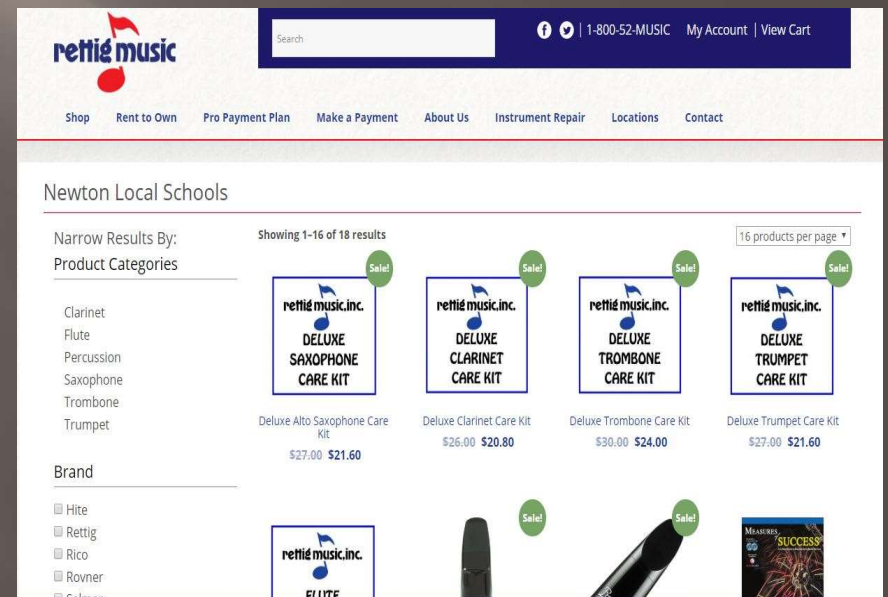 rettig music
Search
1-800-52-MUSIC My Account | View Cart
Shop Rent to Own Pro Payment Plan Make a Payment About Us Instrument Repair Locations Contact
Newton Local Schools
Narrow Results By:
Product Categories
Clarinet
Flute
Percussion
Saxophone
Trombone
Trumpet
Brand
Hite
Rettig
Rico
Rovner
Showing 1–16 of 18 results
16 products per page
Sale!
rettig music,inc.
DELUXE
SAXOPHONE
CARE KIT
Deluxe Alto Saxophone Care
Kit
$27.00 $21.60
Sale!
rettig music,inc.
DELUXE
CLARINET
CARE KIT
Deluxe Clarinet Care Kit
$26.00 $20.80
Sale!
rettig music,inc.
DELUXE
TROMBONE
CARE KIT
Deluxe Trombone Care Kit
$30.00 $24.00
Sale!
rettig music,inc.
DELUXE
TRUMPET
CARE KIT
Deluxe Trumpet Care Kit
$27.00 $21.60
rettig music,inc.
FLUTE
Sale!
Sale!
MEASURES
SUCCESS